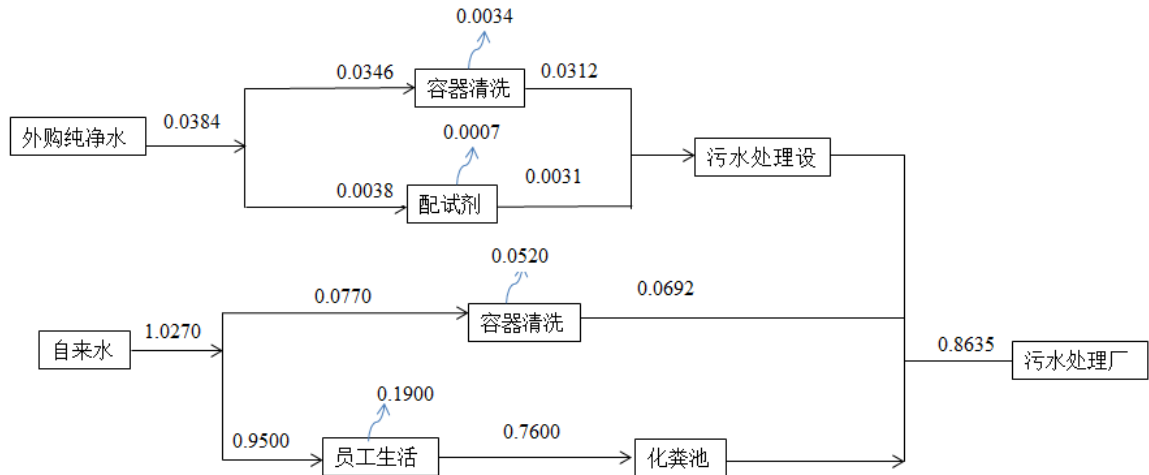 0.0034
0.0346
容器清洗
0.0312
外购纯净水
0.0384
0.0007
污水处理设
0.0038
配试剂
0.0031
0.0520
0.0770
容器清洗
0.0692
自来水
1.0270
0.8635
污水处理厂
0.1900
0.9500
员工生活
0.7600
化粪池